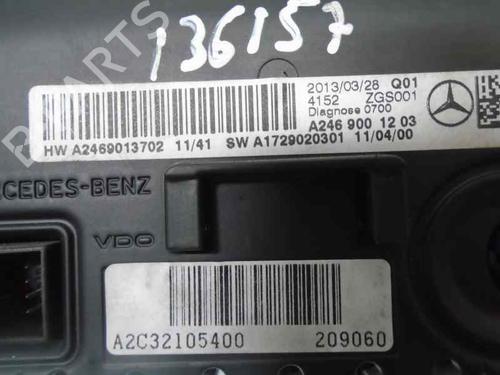 136157
2013/03/28 Q01
4152 ZGS001
Diagnose 0700
A246 900 12 03
HW A2469013702 11/41 SW A1729020301 11/04/00
CEDES-BENZ
VDO
A2C32105400 209060
PARTS